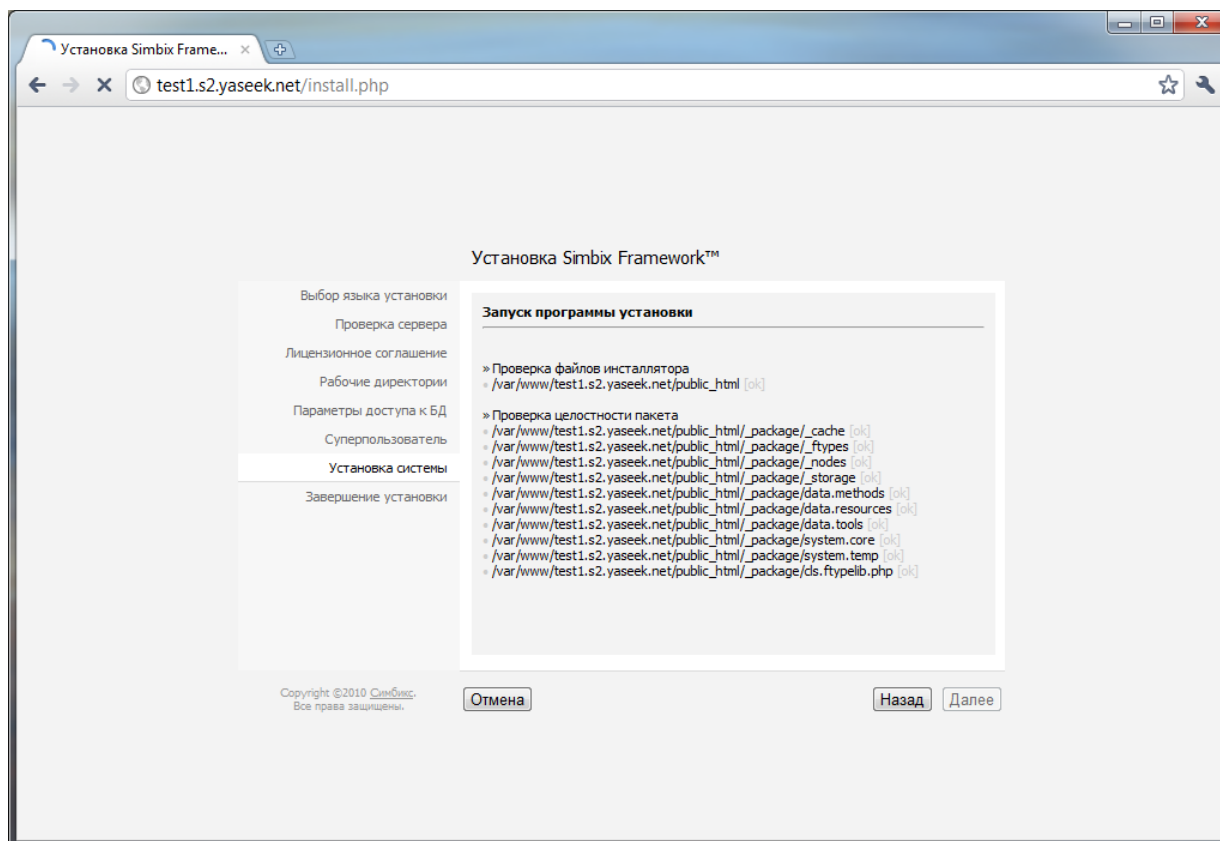 Установка Simbix Frame...
test1.s2.yaseek.net/install.php
Установка Simbix Framework™
Выбор языка установки
Проверка сервера
Лицензионное соглашение
Рабочие директории
Параметры доступа к БД
Суперпользователь
Установка системы
Завершение установки
Запуск программы установки
» Проверка файлов инсталлятора
/var/www/test1.s2.yaseek.net/public_html [ok]
» Проверка целостности пакета
/var/www/test1.s2.yaseek.net/public_html/_package/_cache [ok]
/var/www/test1.s2.yaseek.net/public_html/_package/_ftypes [ok]
/var/www/test1.s2.yaseek.net/public_html/_package/_nodes [ok]
/var/www/test1.s2.yaseek.net/public_html/_package/_storage [ok]
/var/www/test1.s2.yaseek.net/public_html/_package/data.methods [ok]
/var/www/test1.s2.yaseek.net/public_html/_package/data.resources [ok]
/var/www/test1.s2.yaseek.net/public_html/_package/data.tools [ok]
/var/www/test1.s2.yaseek.net/public_html/_package/system.core [ok]
/var/www/test1.s2.yaseek.net/public_html/_package/system.temp [ok]
/var/www/test1.s2.yaseek.net/public_html/_package/cls.ftypelib.php [ok]
Copyright ©2010 Симбикс.
Все права защищены.
Отмена
Назад
Далее